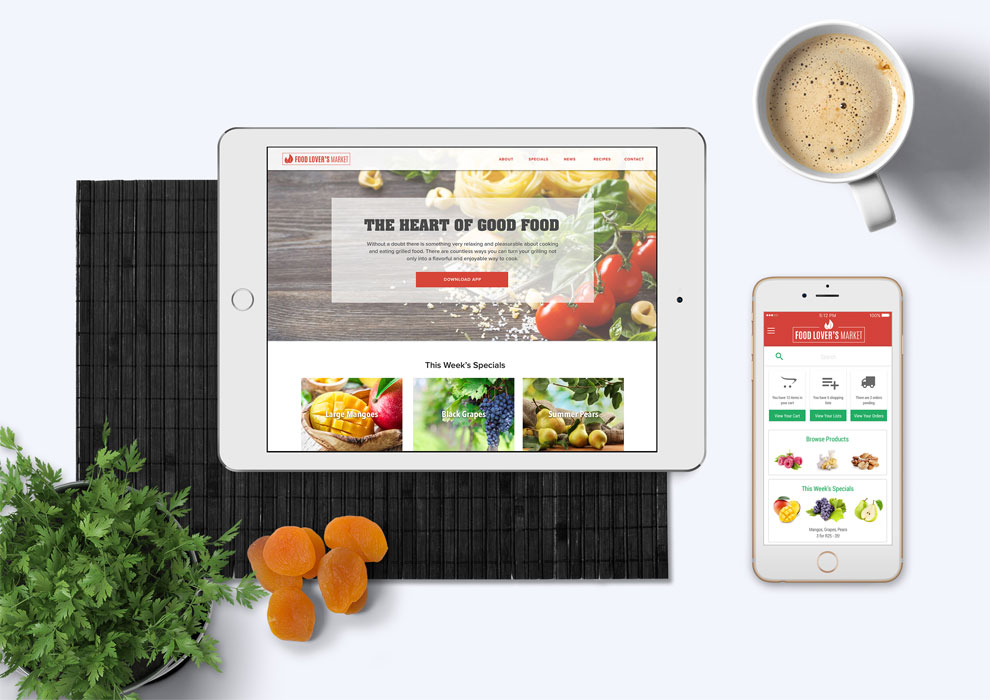 FOOD LOVER'S MARKET
ABOUT SPECIALS NEWS RECIPES CONTACT
THE HEART OF GOOD FOOD
Without a doubt there is something very relaxing and pleasurable about cooking
and eating grilled food. There are countless ways you can turn your grilling not
only into a flavorful and enjoyable way to cook.
DOWNLOAD APP
This Week's Specials
Large Mangoes Black Grapes Summer Pears
6:12 PM 100%
FOOD LOVER'S MARKET
Search
You have 12 items in
your cart
You have 5 shopping
lists
There are 2 orders
pending
View Your Cart View Your Lists View Your Orders
Browse Products
This Week's Specials
Mangos, Grapes, Pears